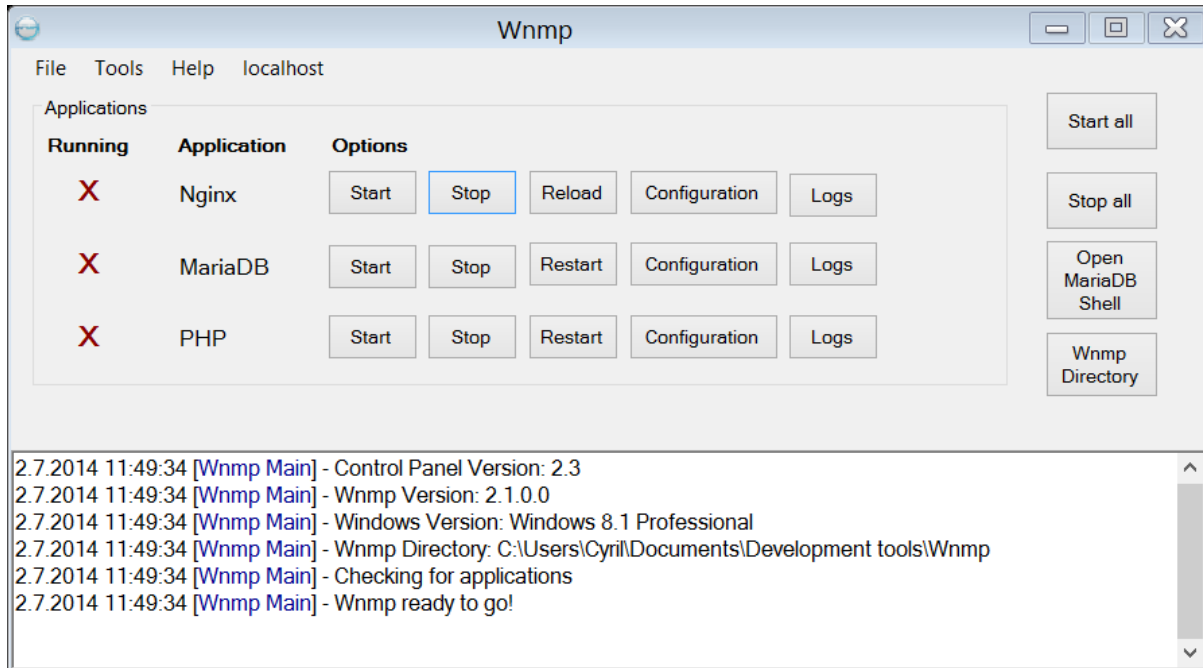 Wnmp
File Tools Help localhost
Applications
Running Application Options
X Nginx Start Stop Reload Configuration Logs
X MariaDB Start Stop Restart Configuration Logs
X PHP Start Stop Restart Configuration Logs
Start all
Stop all
Open
MariaDB
Shell
Wnmp
Directory
2.7.2014 11:49:34 [Wnmp Main] - Control Panel Version: 2.3
2.7.2014 11:49:34 [Wnmp Main] - Wnmp Version: 2.1.0.0
2.7.2014 11:49:34 [Wnmp Main] - Windows Version: Windows 8.1 Professional
2.7.2014 11:49:34 [Wnmp Main] - Wnmp Directory: C:\Users\Cyril\Documents\Development tools\Wnmp
2.7.2014 11:49:34 [Wnmp Main] - Checking for applications
2.7.2014 11:49:34 [Wnmp Main] - Wnmp ready to go!